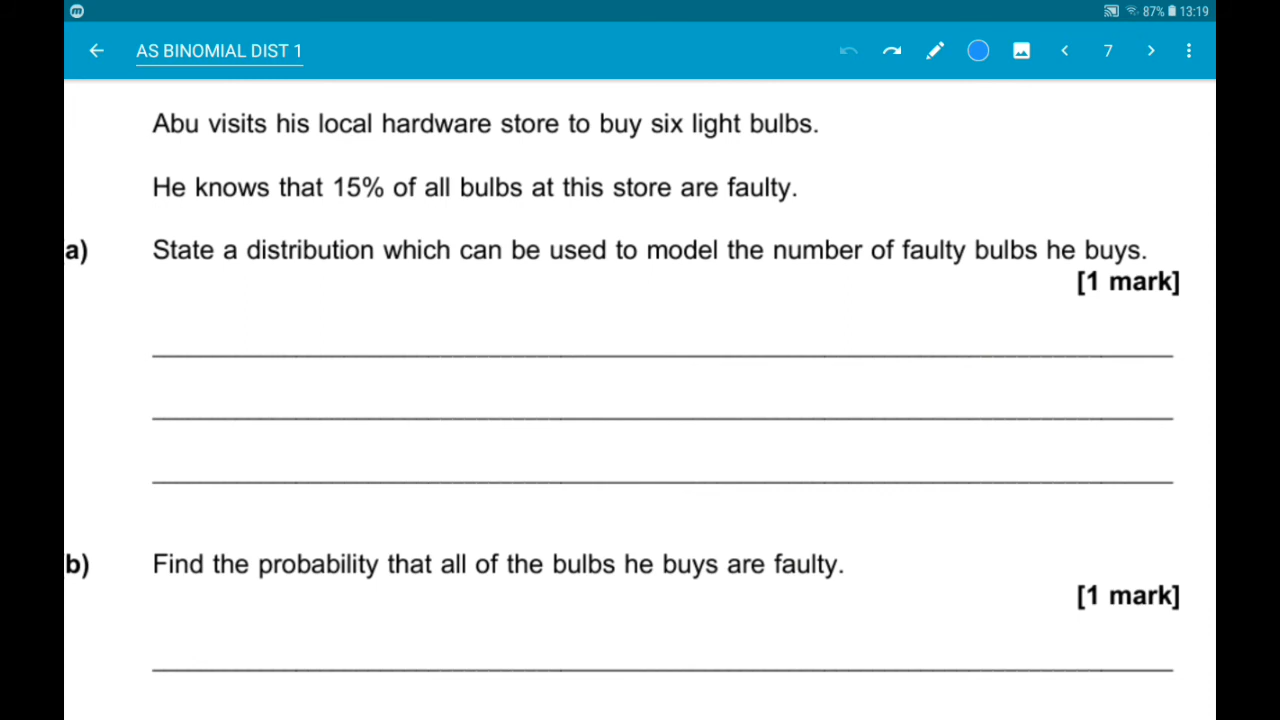 m 87% 13:19
AS BINOMIAL DIST 1 7
Abu visits his local hardware store to buy six light bulbs.
He knows that 15% of all bulbs at this store are faulty.
a) State a distribution which can be used to model the number of faulty bulbs he buys.
[1 mark]
b) Find the probability that all of the bulbs he buys are faulty.
[1 mark]